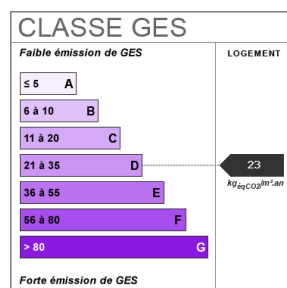 CLASSE GES
Faible émission de GES
LOGEMENT
≤ 5 A
6 à 10 B
11 à 20 C
21 à 35 D
23
kgéqCO2/m².an
36 à 55 E
56 à 80 F
> 80 G
Forte émission de GES